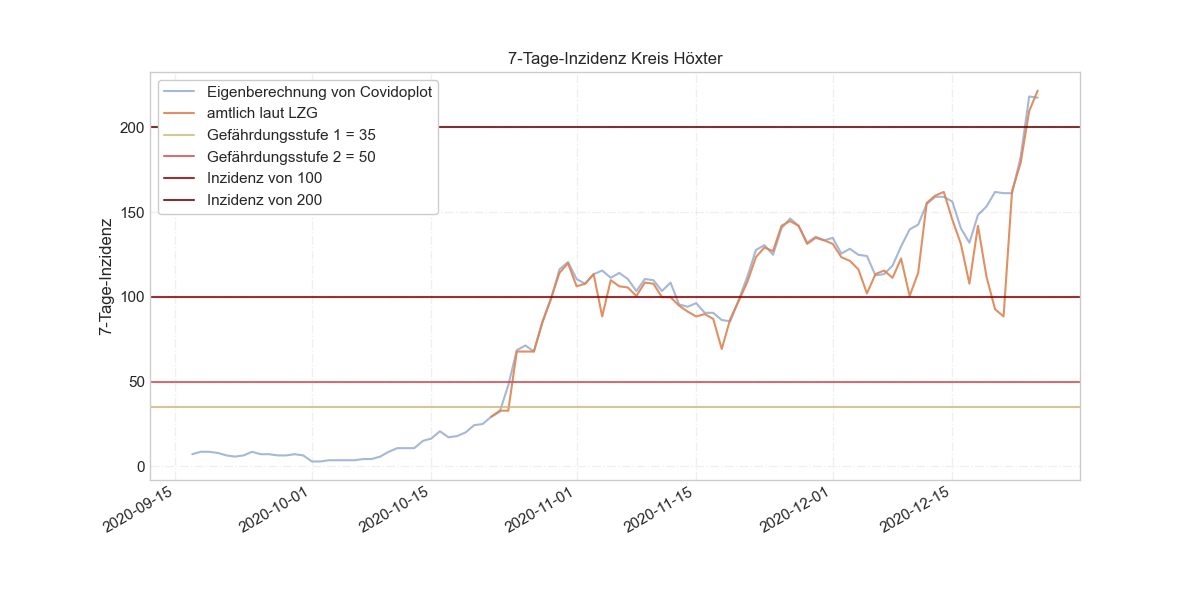 7-Tage-Inzidenz Kreis Höxter
Eigenberechnung von Covidoplot
amtlich laut LZG
Gefährdungsstufe 1 = 35
Gefährdungsstufe 2 = 50
Inzidenz von 100
Inzidenz von 200
7-Tage-Inzidenz
200
150
100
50
0
2020-09-15
2020-10-01
2020-10-15
2020-11-01
2020-11-15
2020-12-01
2020-12-15